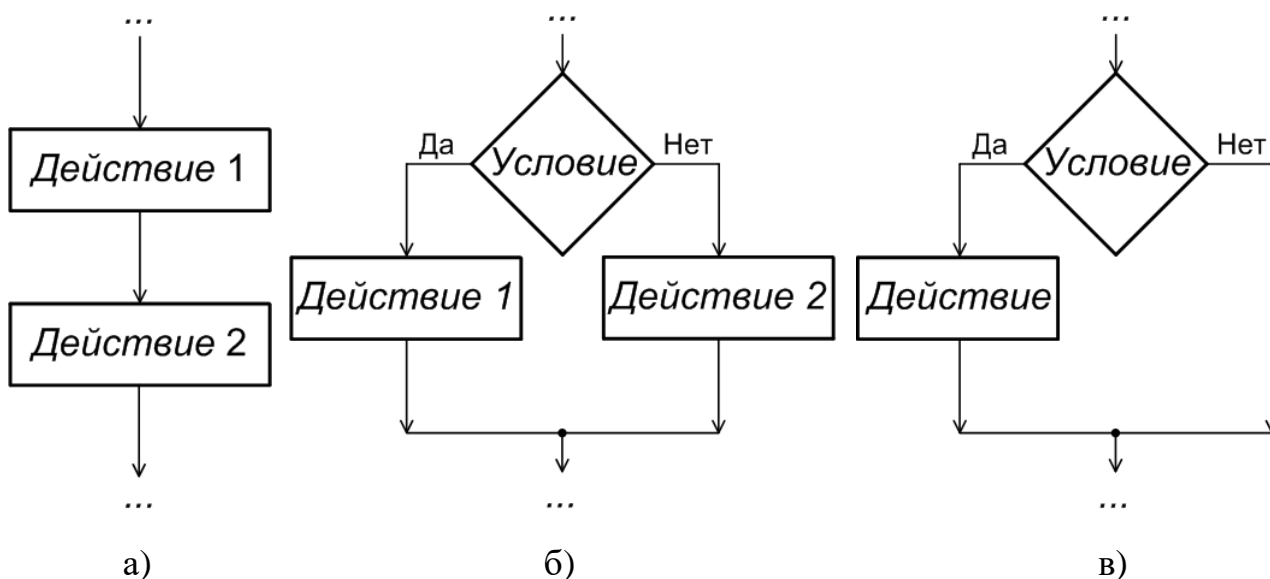 ...
Действие 1
Действие 2
...
а)
...
Условие
Да
Нет
Действие 1
Действие 2
...
б)
...
Условие
Да
Нет
Действие
...
в)